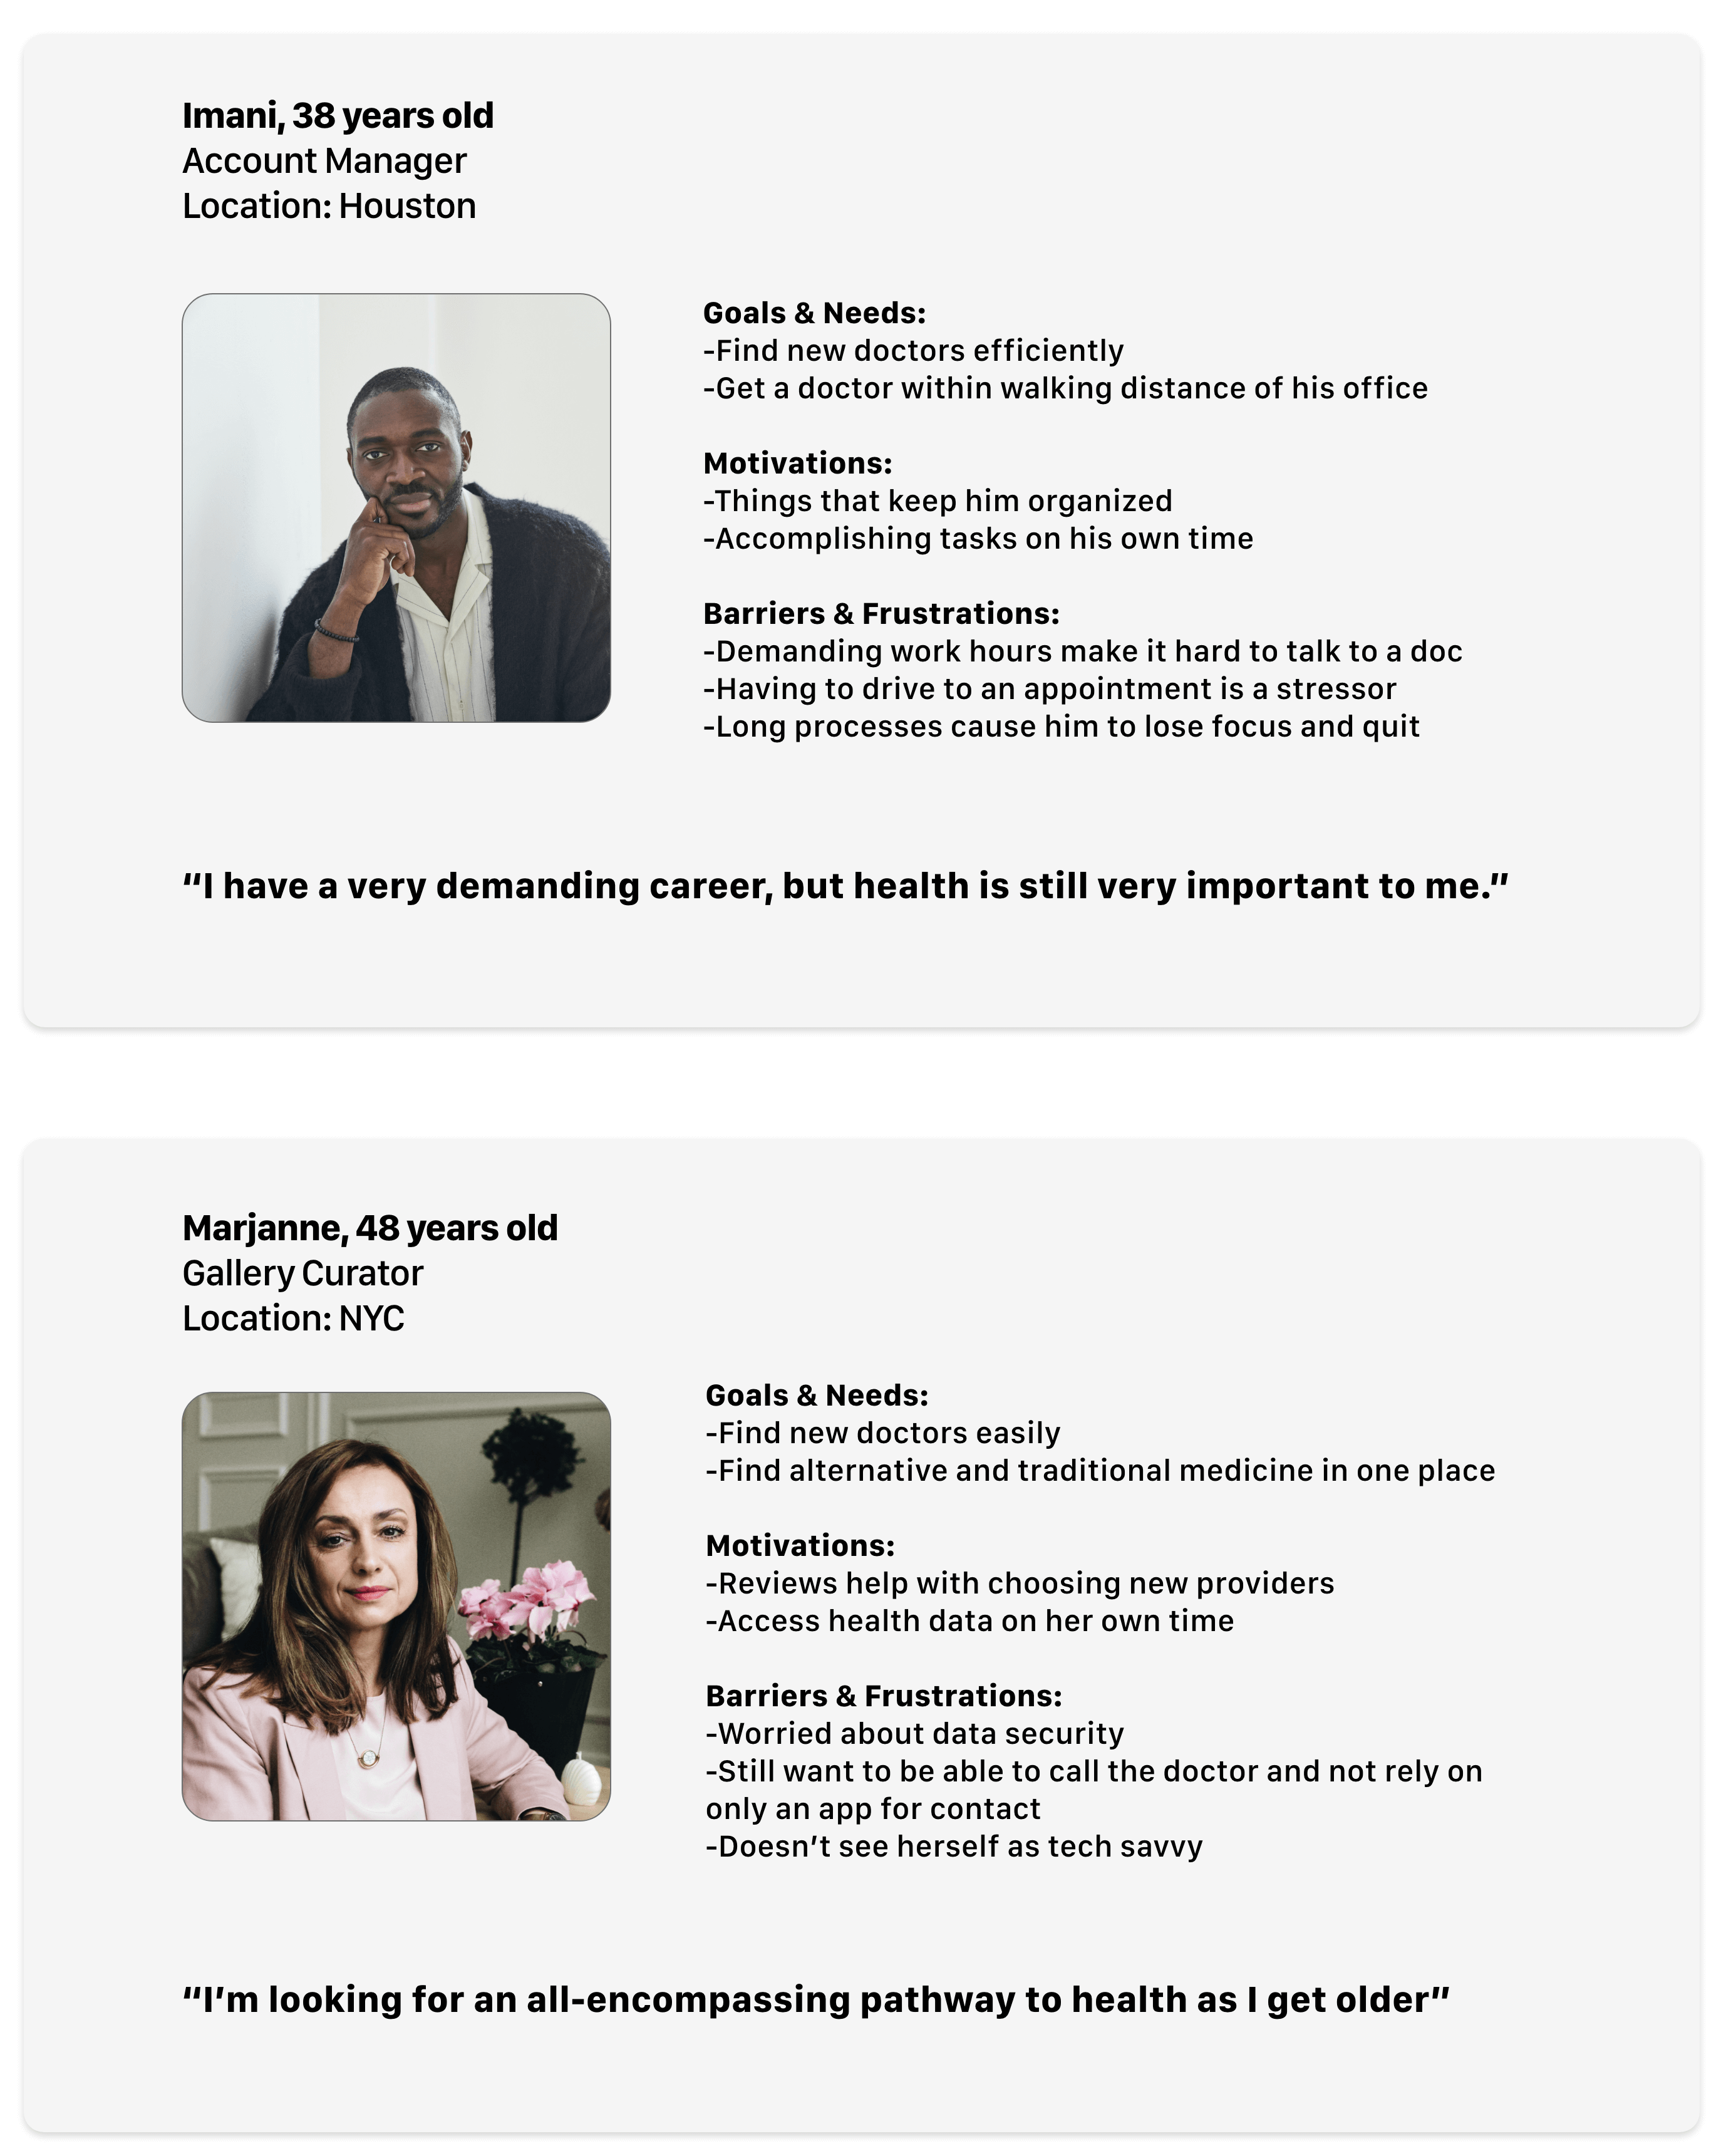 Imani, 38 years old
Account Manager
Location: Houston
Goals & Needs:
-Find new doctors efficiently
-Get a doctor within walking distance of his office
Motivations:
-Things that keep him organized
-Accomplishing tasks on his own time
Barriers & Frustrations:
-Demanding work hours make it hard to talk to a doc
-Having to drive to an appointment is a stressor
-Long processes cause him to lose focus and quit
“I have a very demanding career, but health is still very important to me.”
Marjanne, 48 years old
Gallery Curator
Location: NYC
Goals & Needs:
-Find new doctors easily
-Find alternative and traditional medicine in one place
Motivations:
-Reviews help with choosing new providers
-Access health data on her own time
Barriers & Frustrations:
-Worried about data security
-Still want to be able to call the doctor and not rely on
only an app for contact
-Doesn’t see herself as tech savvy
“I’m looking for an all-encompassing pathway to health as I get older”